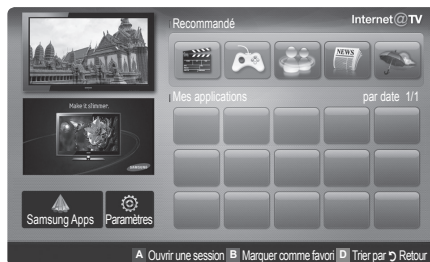 Recommandé
Internet@TV
NEWS
Make it slimmer.
SAMSUNG
Mes applications
par date 1/1
Samsung Apps
Paramètres
A Ouvrir une session B Marquer comme favori D Trier par Retour